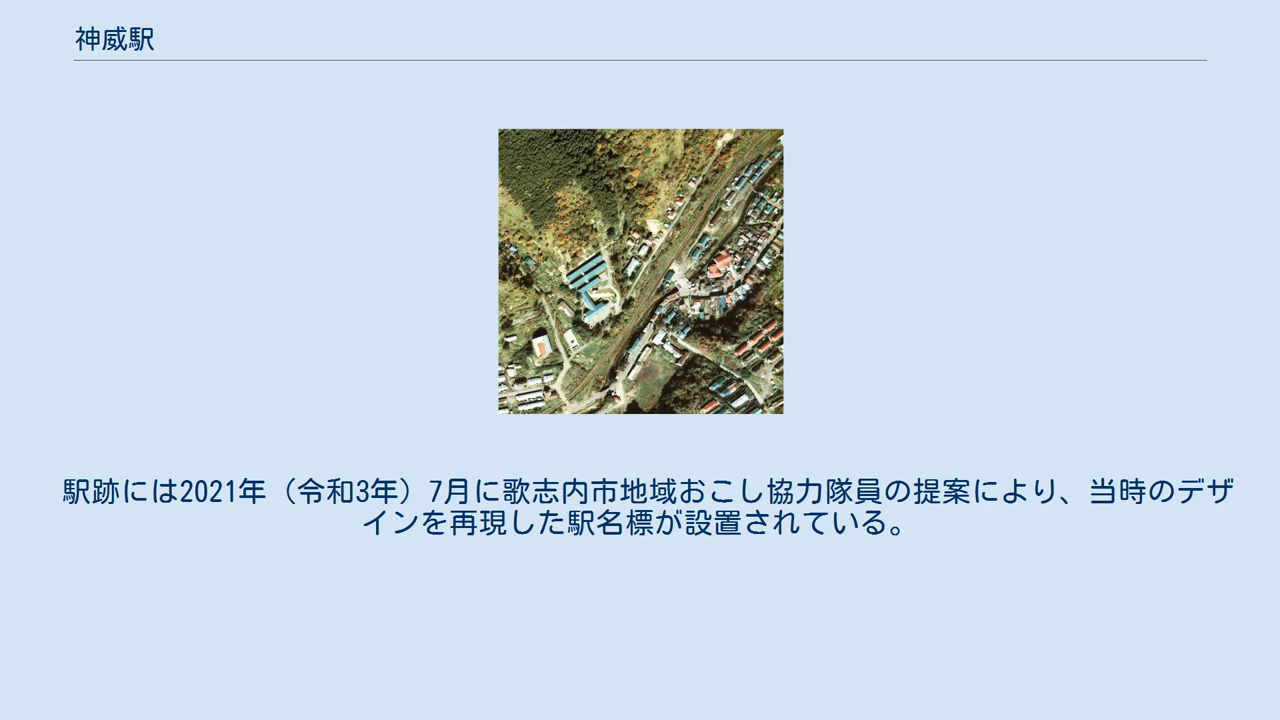 神威駅
駅跡には2021年（令和3年）7月に歌志内市地域おこし協力隊員の提案により、当時のデザ
インを再現した駅名標が設置されている。